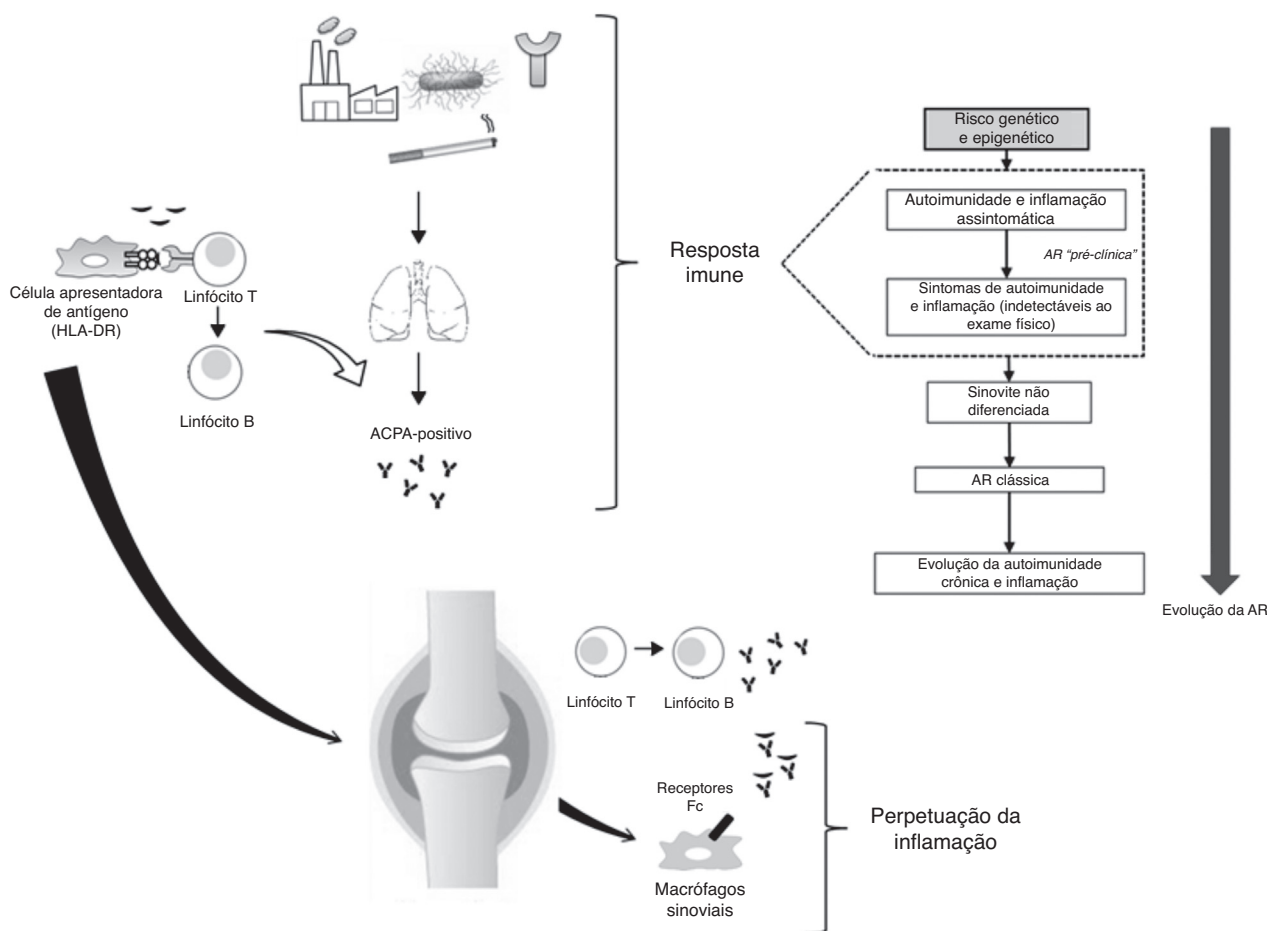 Célula apresentadora
de antígeno
(HLA-DR)
Linfócito T
Linfócito B
ACPA-positivo
Resposta
imune
Risco genético
e epigenético
Autoimunidade e inflamação
assintomática
AR “pré-clínica”
Sintomas de autoimunidade
e inflamação (indetectáveis ao
exame físico)
Sinovite não
diferenciada
AR clássica
Evolução da autoimunidade
crônica e inflamação
Evolução da AR
Linfócito T
Linfócito B
Receptores
Fc
Macrófagos
sinoviais
Perpetuação da
inflamação